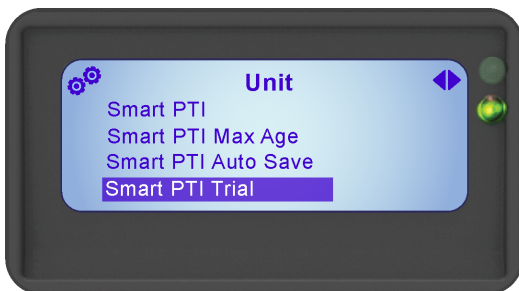 Unit
Smart PTI
Smart PTI Max Age
Smart PTI Auto Save
Smart PTI Trial